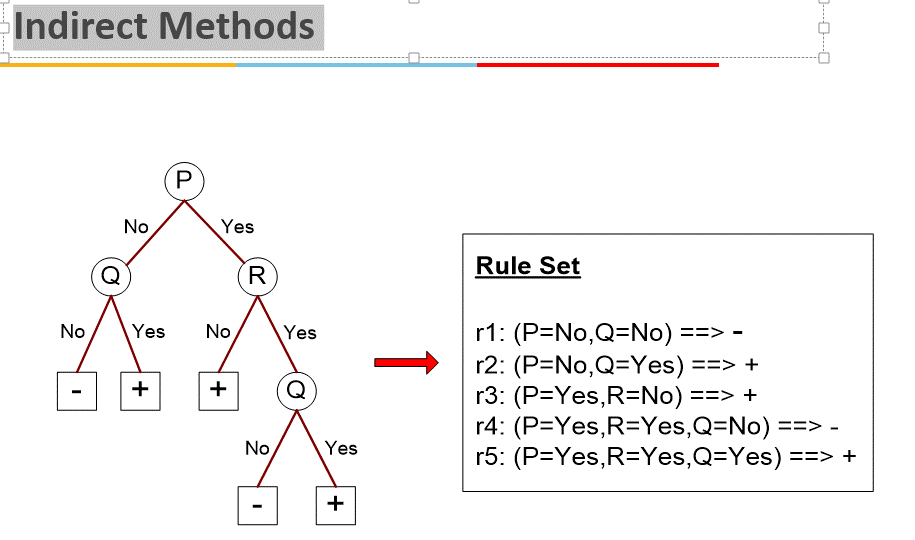 Indirect Methods
P
No Yes
Q R
No Yes No Yes
- + + Q
No Yes
- +
Rule Set
r1: (P=No,Q=No) ==> -
r2: (P=No,Q=Yes) ==> +
r3: (P=Yes,R=No) ==> +
r4: (P=Yes,R=Yes,Q=No) ==> -
r5: (P=Yes,R=Yes,Q=Yes) ==> +